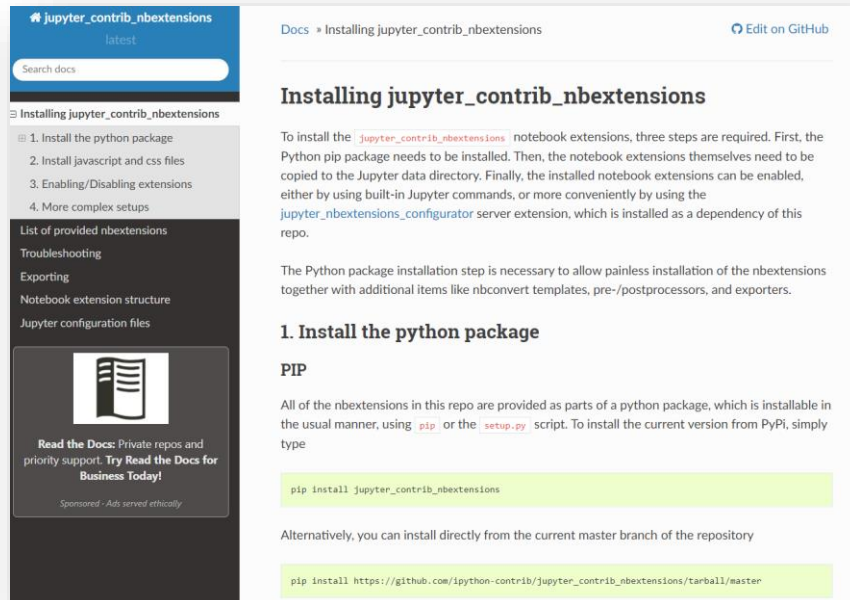 jupyter_contrib_nbextensions
latest
Search docs
Installing jupyter_contrib_nbextensions
1. Install the python package
2. Install javascript and css files
3. Enabling/Disabling extensions
4. More complex setups
List of provided nbextensions
Troubleshooting
Exporting
Notebook extension structure
Jupyter configuration files
Read the Docs: Private repos and
priority support. Try Read the Docs for
Business Today!
Sponsored - Ads served ethically
Docs » Installing jupyter_contrib_nbextensions
Edit on GitHub
Installing jupyter_contrib_nbextensions
To install the jupyter_contrib_nbextensions notebook extensions, three steps are required. First, the
Python pip package needs to be installed. Then, the notebook extensions themselves need to be
copied to the Jupyter data directory. Finally, the installed notebook extensions can be enabled,
either by using built-in Jupyter commands, or more conveniently by using the
jupyter_nbextensions_configurator server extension, which is installed as a dependency of this
repo.
The Python package installation step is necessary to allow painless installation of the nbextensions
together with additional items like nbconvert templates, pre-/postprocessors, and exporters.
1. Install the python package
PIP
All of the nbextensions in this repo are provided as parts of a python package, which is installable in
the usual manner, using pip or the setup.py script. To install the current version from PyPi, simply
type
pip install jupyter_contrib_nbextensions
Alternatively, you can install directly from the current master branch of the repository
pip install https://github.com/ipython-contrib/jupyter_contrib_nbextensions/tarball/master